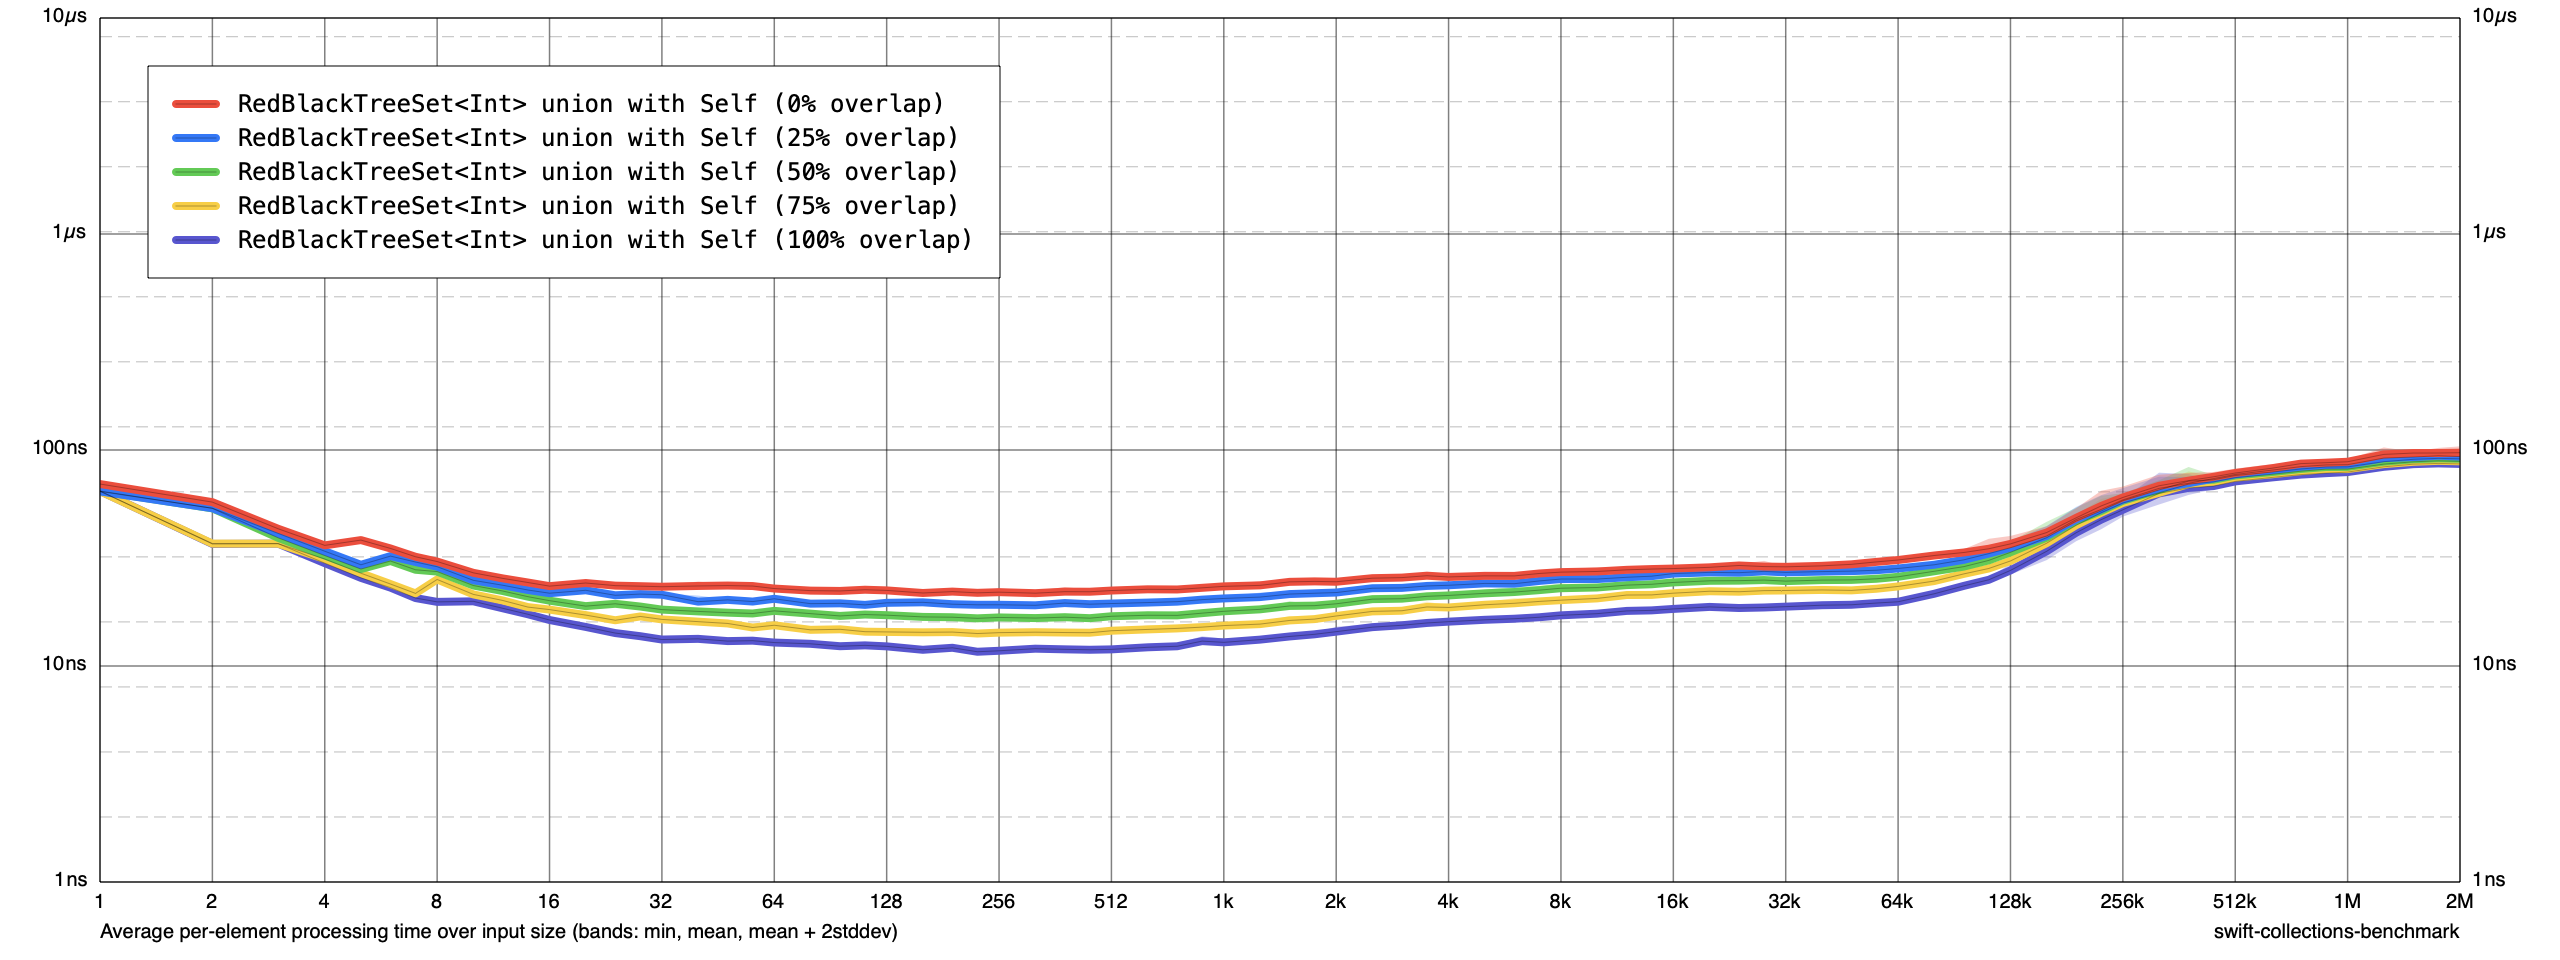 10µs
10µs
RedBlackTreeSet<Int> union with Self (0% overlap)
RedBlackTreeSet<Int> union with Self (25% overlap)
RedBlackTreeSet<Int> union with Self (50% overlap)
RedBlackTreeSet<Int> union with Self (75% overlap)
RedBlackTreeSet<Int> union with Self (100% overlap)
1µs
1µs
100ns
100ns
10ns
10ns
1ns
1ns
1 2 4 8 16 32 64 128 256 512 1k 2k 4k 8k 16k 32k 64k 128k 256k 512k 1M 2M
Average per-element processing time over input size (bands: min, mean, mean + 2stddev)
swift-collections-benchmark